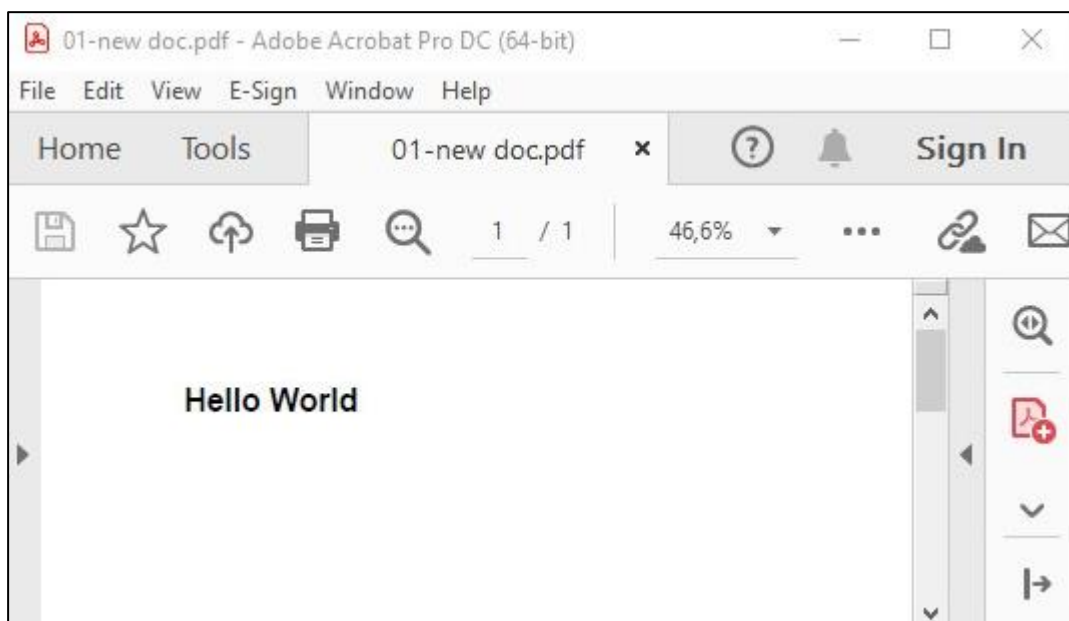 01-new doc.pdf - Adobe Acrobat Pro DC (64-bit)
File Edit View E-Sign Window Help
Home Tools 01-new doc.pdf × ? Sign In
1 / 1 46,6%
Hello World